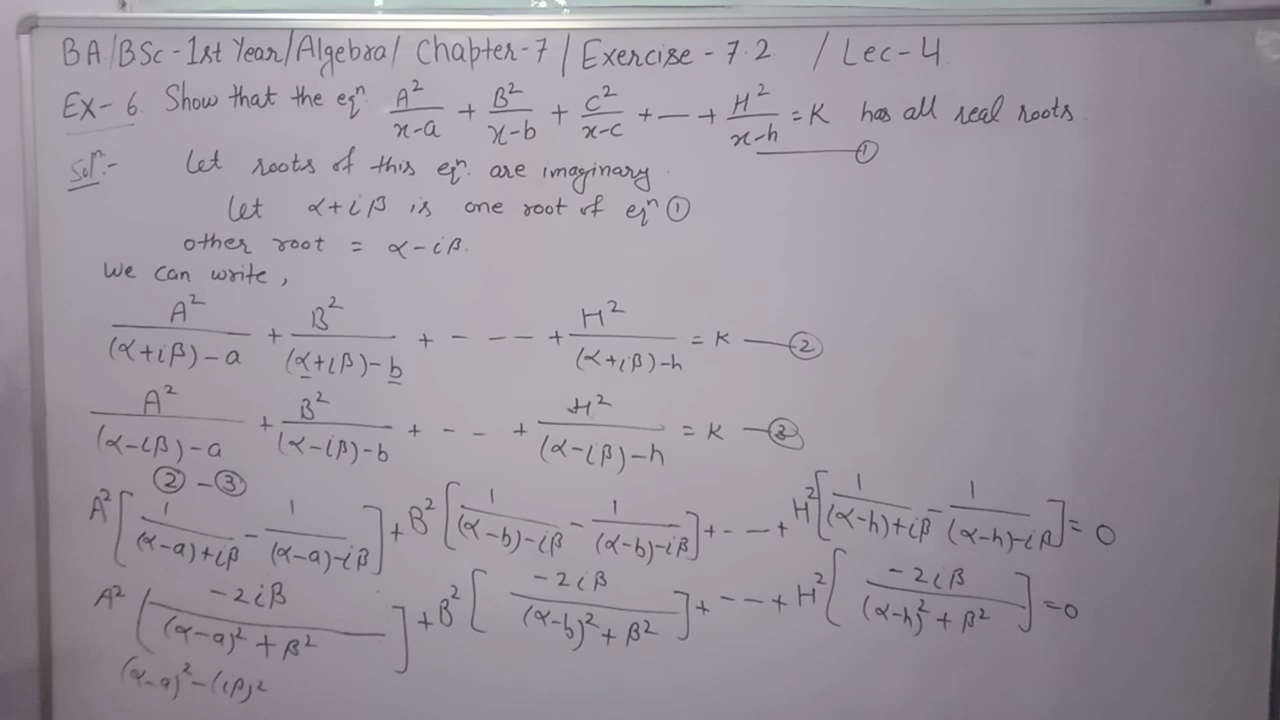 BA/BSc-1st Year/Algebra/ Chapter-7/ Exercise-7.2 / Lec-4
Ex-6. Show that the eqⁿ. A²/(x-a) + B²/(x-b) + C²/(x-c) + --- + H²/(x-h) = K has all real roots ①
Solⁿ:- Let roots of this eqⁿ. are imaginary.
Let α+iβ is one root of eqⁿ ①
other root = α-iβ.
We can write,
A²/((α+iβ)-a) + B²/((α+iβ)-b) + ---- + H²/((α+iβ)-h) = K — ②
A²/((α-iβ)-a) + B²/((α-iβ)-b) + -- + H²/((α-iβ)-h) = K — ③
② - ③
A²[1/((α-a)+iβ) - 1/((α-a)-iβ)] + B²[1/((α-b)-iβ) - 1/((α-b)-iβ)] + --- + H²[1/((α-h)+iβ) - 1/((α-h)-iβ)] = 0
A²[-2iβ/((α-a)²+β²)] + B²[-2iβ/((α-b)²+β²)] + --- + H²[-2iβ/((α-h)²+β²)] = 0
(α-a)²-(iβ)²